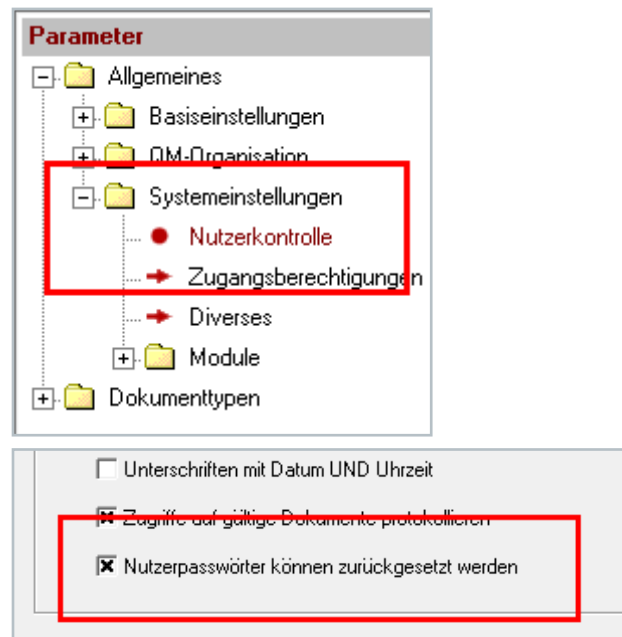 Parameter
Allgemeines
Basiseinstellungen
QM-Organisation
Systemeinstellungen
Nutzerkontrolle
Zugangsberechtigungen
Diverses
Module
Dokumenttypen
Unterschriften mit Datum UND Uhrzeit
Zugriffe auf gültige Dokumente protokollieren
Nutzerpasswörter können zurückgesetzt werden